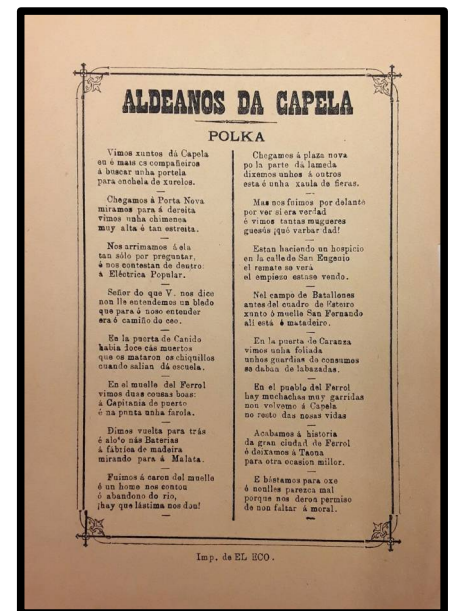 ALDEANOS DA CAPELA
POLKA
Vimos xuntos dá Capela
eu é mais os compañeiros
á buscar unha portela
para enchela de xurelos.
Chegamos á Porta Nova
miramos para á dereita
vimos unha chimenea
muy alta é tan estreita.
Nos arrimamos á ela
tan sólo por preguntar,
é nos contestan de dentro:
a Eléctrica Popular.
Señor do que V. nos dice
non lle entendemos un bledo
que para ó noso entender
era ó camiño do ceo.
En la puerta de Canido
habia doce cás muertos
que os mataron os chiquillos
cuando salian dá escuela.
En el muelle del Ferrol
vimos duas cousas boas:
á Capitania de puerto
é na punta unha farola.
Dimos vuelta para trás
é alo'o nás Baterias
á fábrica de madeira
mirando para á Malata.
Fuimos á caron del muelle
é un home nos contou
ó abandono do rio,
¡hay que lástima nos dou!
Chegamos á plaza nova
po la parte dá lameda
dixemos unhos á outros
esta é unha xaula de fieras.
Mas nos fuimos por delante
por ver si era verdad
é vimos tantas mugueres
guesús ¡qué varbar dad!
Estan haciendo un hospicio
en la calle de San Eugenio
el remate se verá
el empiezo estase vendo.
Nel campo de Batallones
antes del cuadro de Esteiro
xunto ó muelle San Fernando
ali está ó matadeiro.
En la puerta de Caranza
vimos unha foliada
unhos guardias de consumos
se daban de labazadas.
En el pueblo del Ferrol
hay muchachas muy garridas
non volvemo á Capela
no resto das nosas vidas
Acabamos á historia
da gran ciudad de Ferrol
é deixamos á Taona
para otra ocasion millor.
E bástamos para oxe
á noulles parezca mal
porque nos deron permiso
de non faltar á moral.
Imp. de EL ECO.